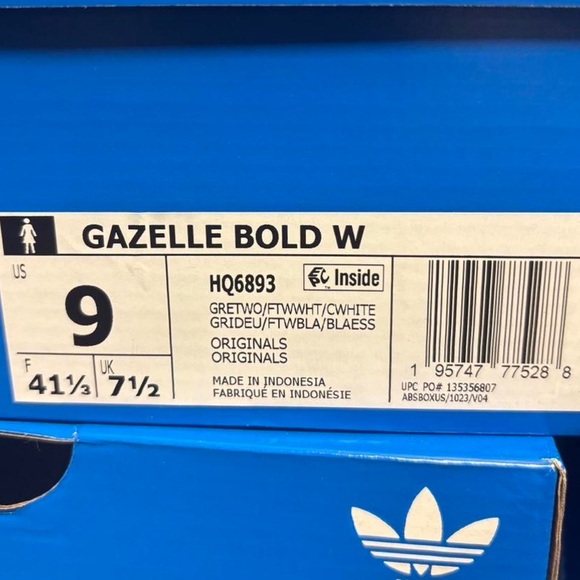 GAZELLE BOLD W
US
9
F
41⅓
UK
7½
HQ6893
Inside
GRETWO/FTWWHT/CWHITE
GRIDEU/FTWBLA/BLAESS
ORIGINALS
ORIGINALS
MADE IN INDONESIA
FABRIQUÉ EN INDONÉSIE
1 95747 77528 8
UPC PO# 135356807
ABSBOXUS/1023/V04